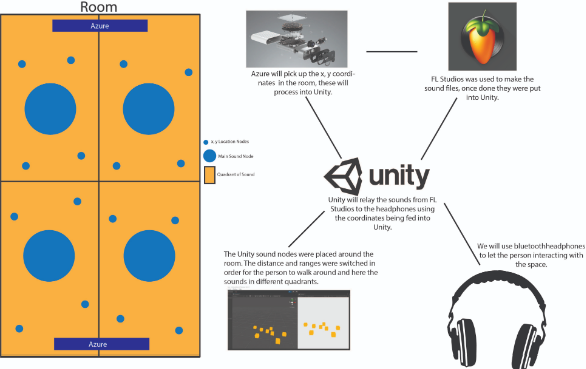 Room
Azure
x, y Location Nodes
Main Sound Node
Quadent of Sound
Azure
Azure will pick up the x, y coordi-
nates in the room, these will
process into Unity.
FL Studios was used to make the
sound files, once done they were put
into Unity.
unity
Unity will relay the sounds from FL
Studios to the headphones using
the coordinates being fed into
Unity.
The Unity sound nodes were placed around the
room. The distance and ranges were switched in
order for the person to walk around and here the
sounds in different quadrants.
We will use bluetoothheadphones
to let the person interacting with
the space.